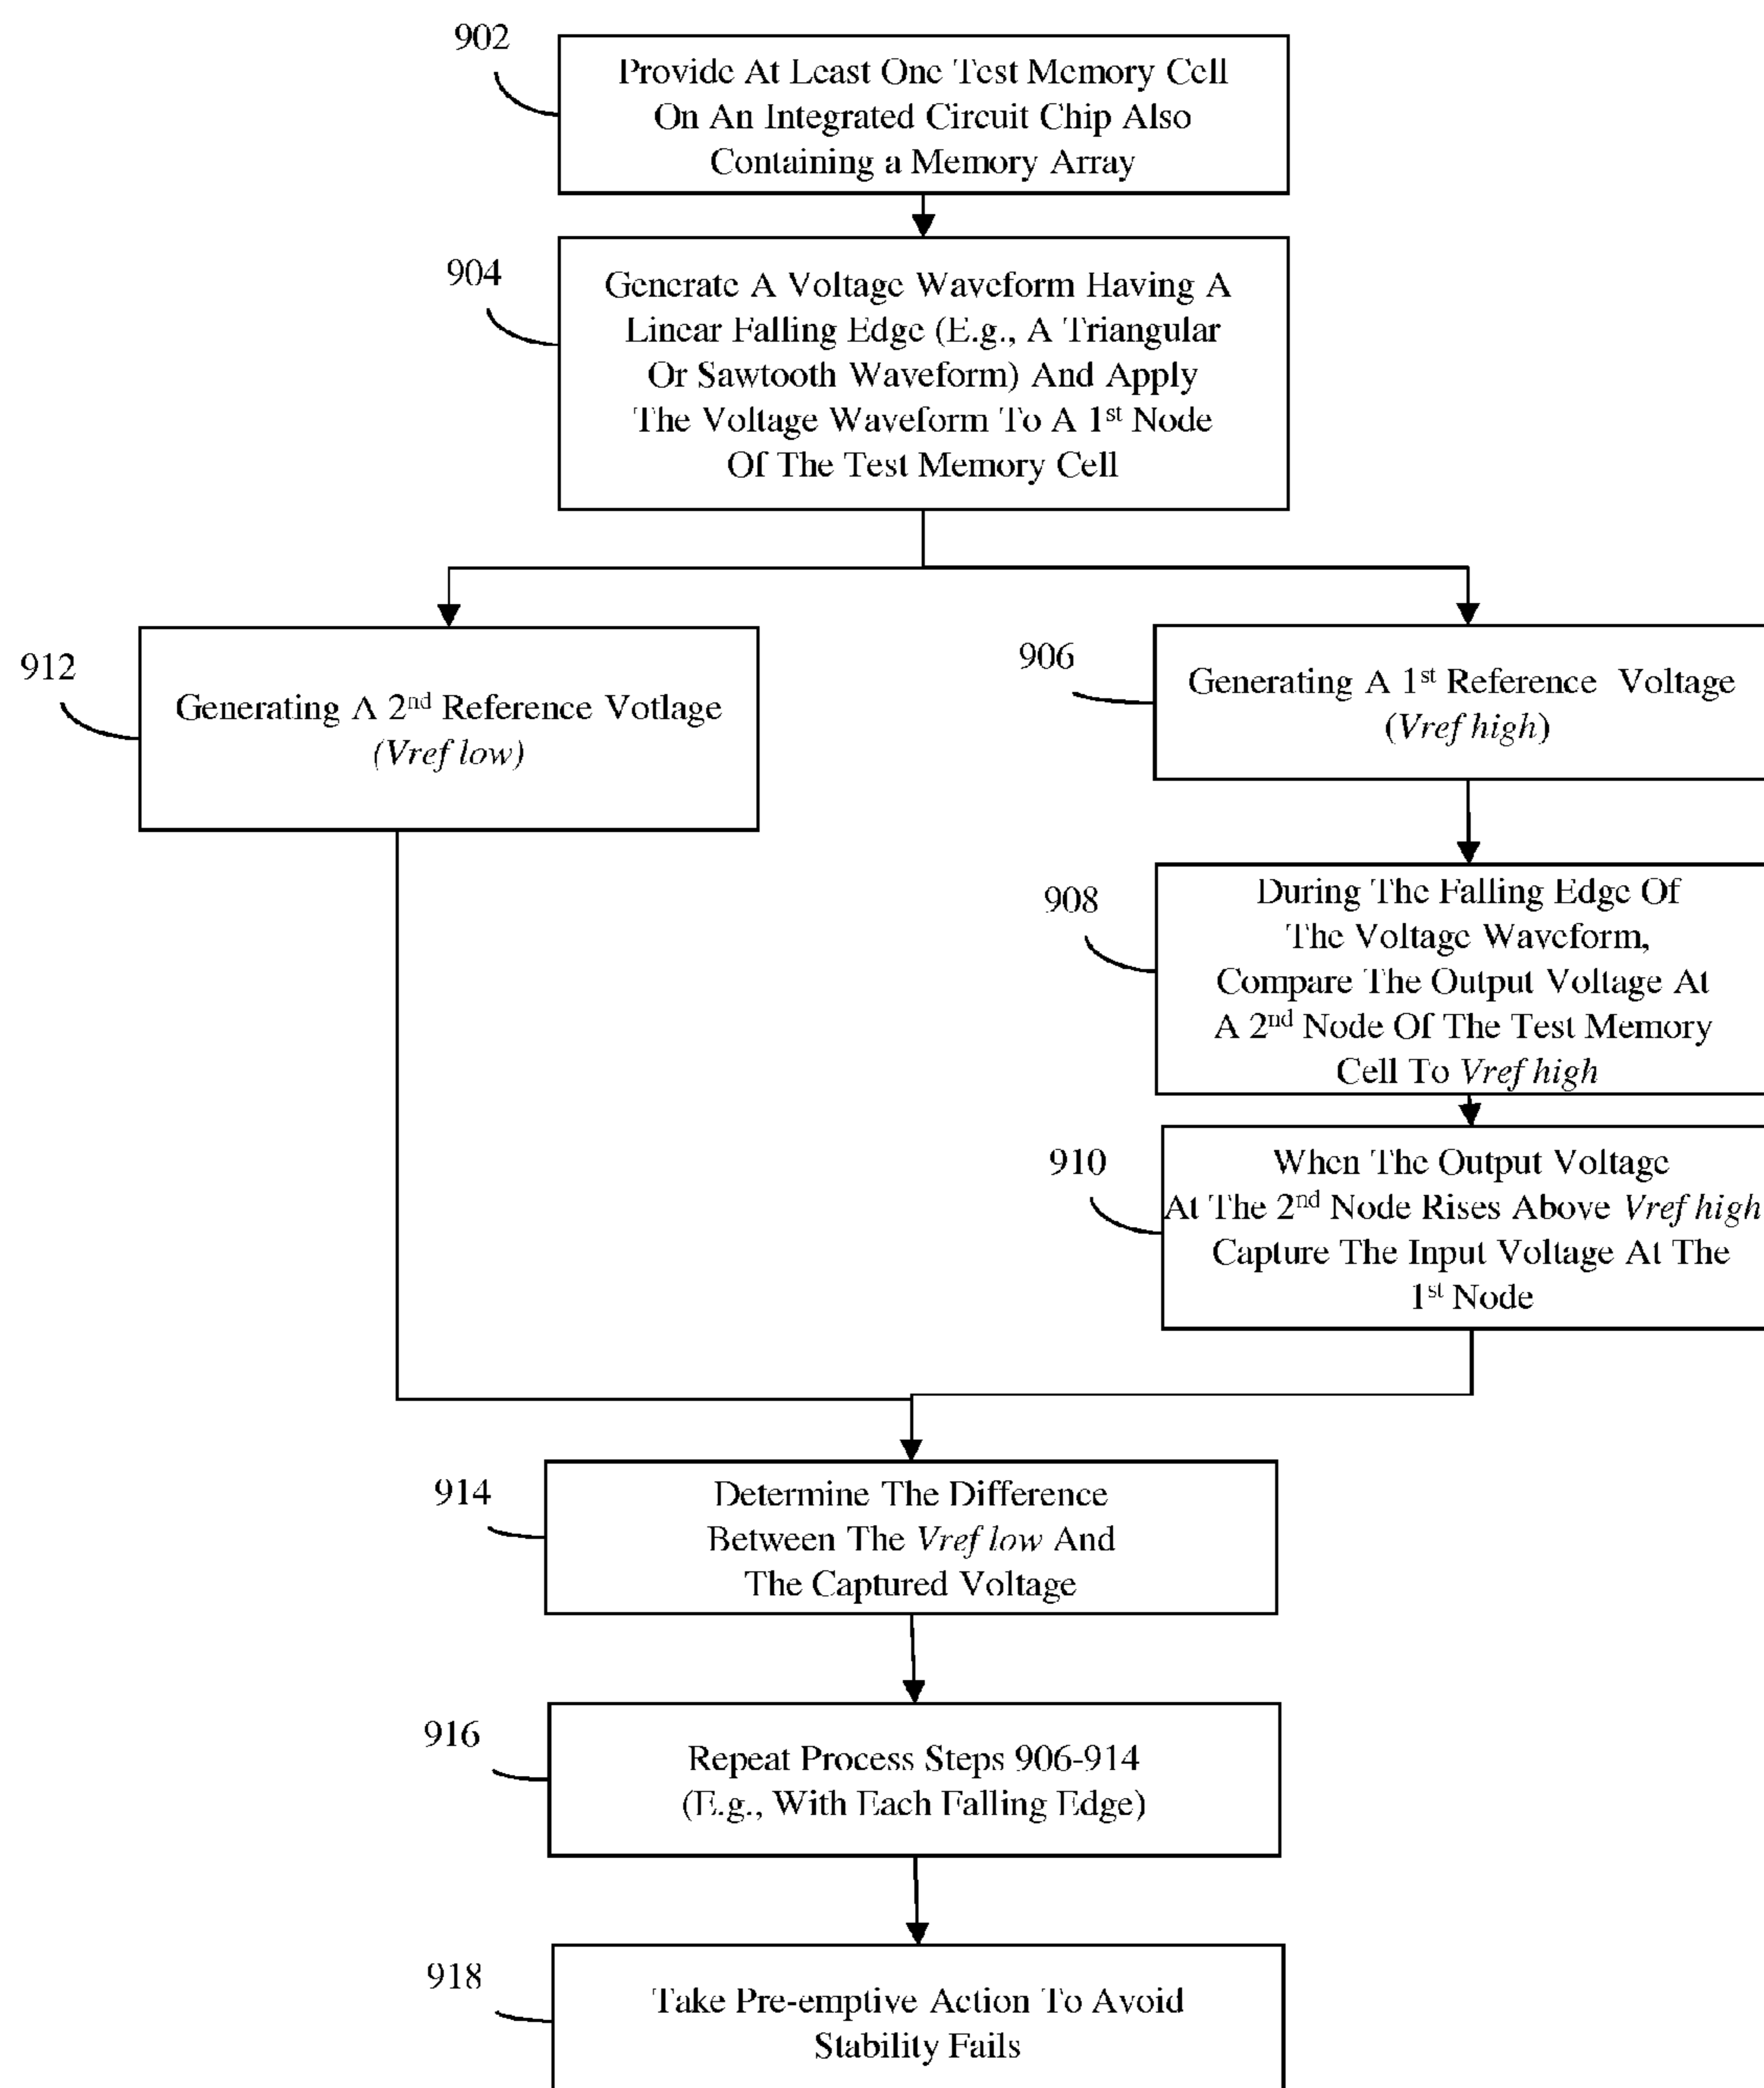 902
Provide At Least One Test Memory Cell
On An Integrated Circuit Chip Also
Containing a Memory Array
904
Generate A Voltage Waveform Having A
Linear Falling Edge (E.g., A Triangular
Or Sawtooth Waveform) And Apply
The Voltage Waveform To A 1st Node
Of The Test Memory Cell
912
Generating A 2nd Reference Votlage
(Vref low)
906
Generating A 1st Reference Voltage
(Vref high)
908
During The Falling Edge Of
The Voltage Waveform,
Compare The Output Voltage At
A 2nd Node Of The Test Memory
Cell To Vref high
910
When The Output Voltage
At The 2nd Node Rises Above Vref high
Capture The Input Voltage At The
1st Node
914
Determine The Difference
Between The Vref low And
The Captured Voltage
916
Repeat Process Steps 906-914
(E.g., With Each Falling Edge)
918
Take Pre-emptive Action To Avoid
Stability Fails